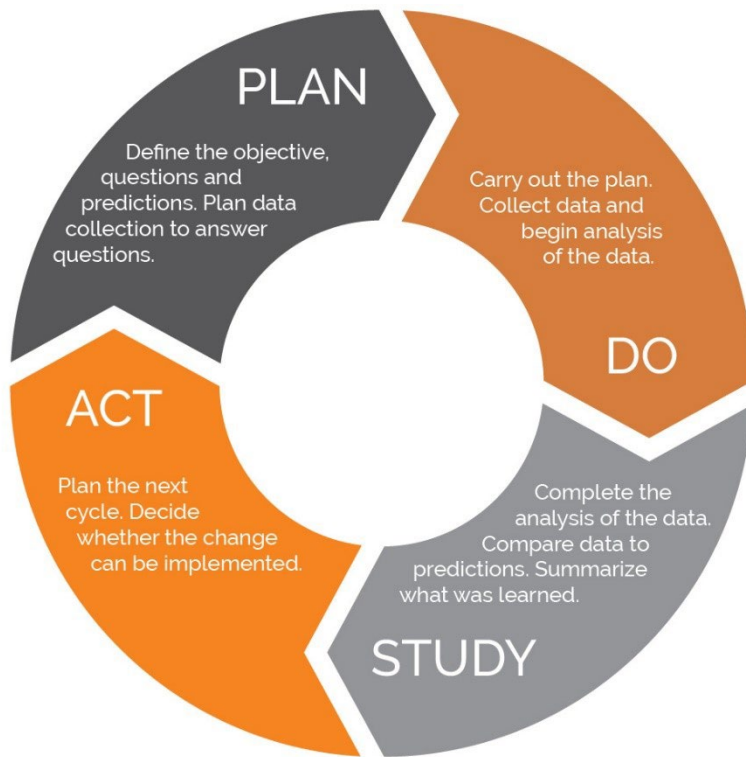 PLAN
Define the objective,
questions and
predictions. Plan data
collection to answer
questions.
Carry out the plan.
Collect data and
begin analysis
of the data.
DO
Complete the
analysis of the data.
Compare data to
predictions. Summarize
what was learned.
STUDY
ACT
Plan the next
cycle. Decide
whether the change
can be implemented.